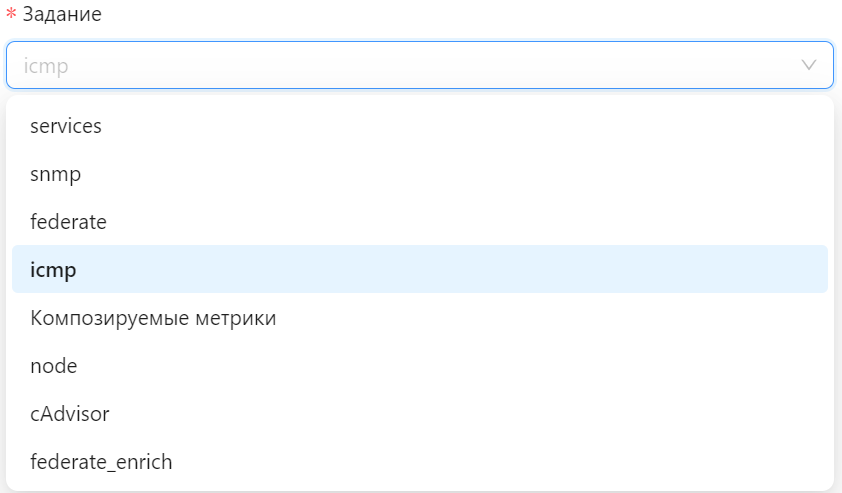 * Задание
icmp
services
snmp
federate
icmp
Композируемые метрики
node
cAdvisor
federate_enrich